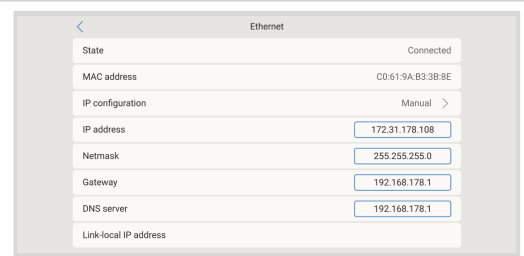 Ethernet
State Connected
MAC address C0:61:9A:B3:3B:8E
IP configuration Manual
IP address 172.31.178.108
Netmask 255.255.255.0
Gateway 192.168.178.1
DNS server 192.168.178.1
Link-local IP address